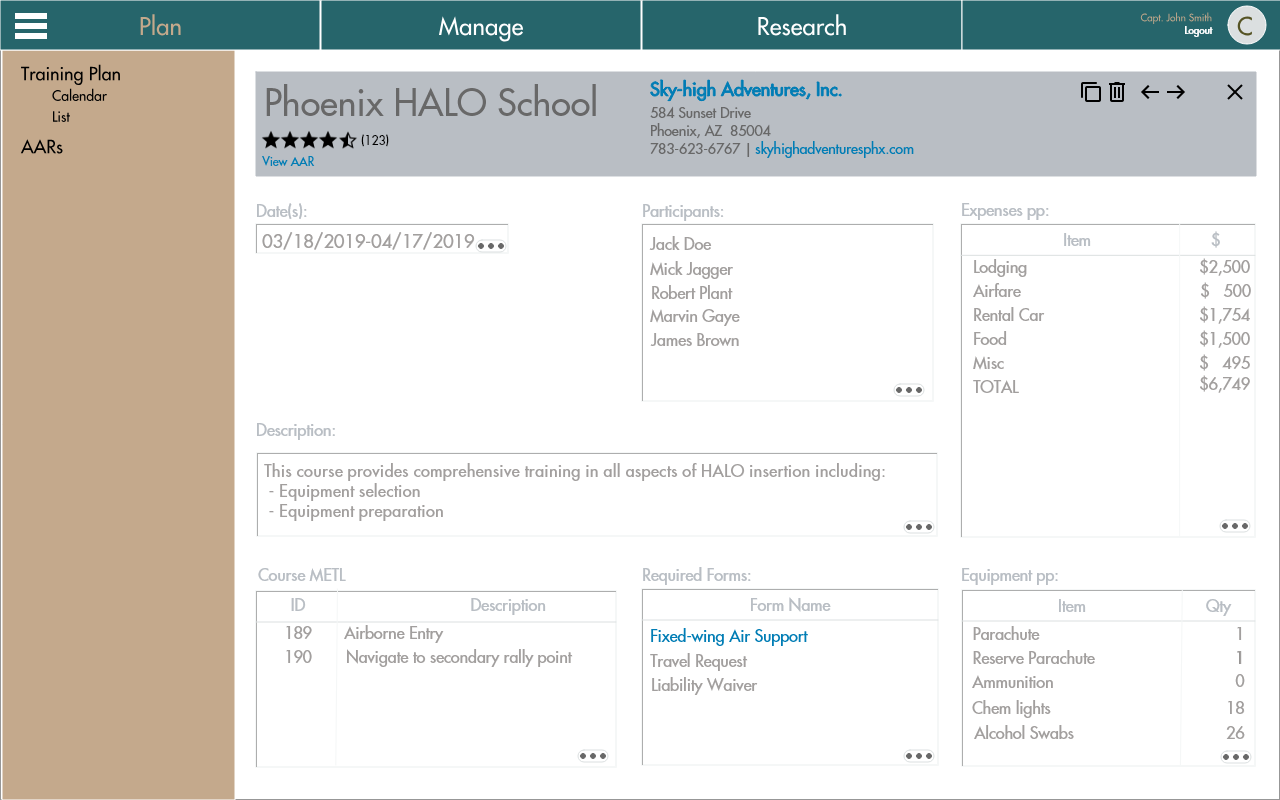 Plan
Manage
Research
Capt. John Smith
Logout
C
Training Plan
Calendar
List
AARs
Phoenix HALO School
(123)
View AAR
Sky-high Adventures, Inc.
584 Sunset Drive
Phoenix, AZ 85004
783-623-6767 | skyhighadventuresphx.com
Date(s):
03/18/2019-04/17/2019
Participants:
Jack Doe
Mick Jagger
Robert Plant
Marvin Gaye
James Brown
Expenses pp:
Item $
Lodging $2,500
Airfare $ 500
Rental Car $1,754
Food $1,500
Misc $ 495
TOTAL $6,749
Description:
This course provides comprehensive training in all aspects of HALO insertion including:
- Equipment selection
- Equipment preparation
Course METL
ID Description
189 Airborne Entry
190 Navigate to secondary rally point
Required Forms:
Form Name
Fixed-wing Air Support
Travel Request
Liability Waiver
Equipment pp:
Item Qty
Parachute 1
Reserve Parachute 1
Ammunition 0
Chem lights 18
Alcohol Swabs 26